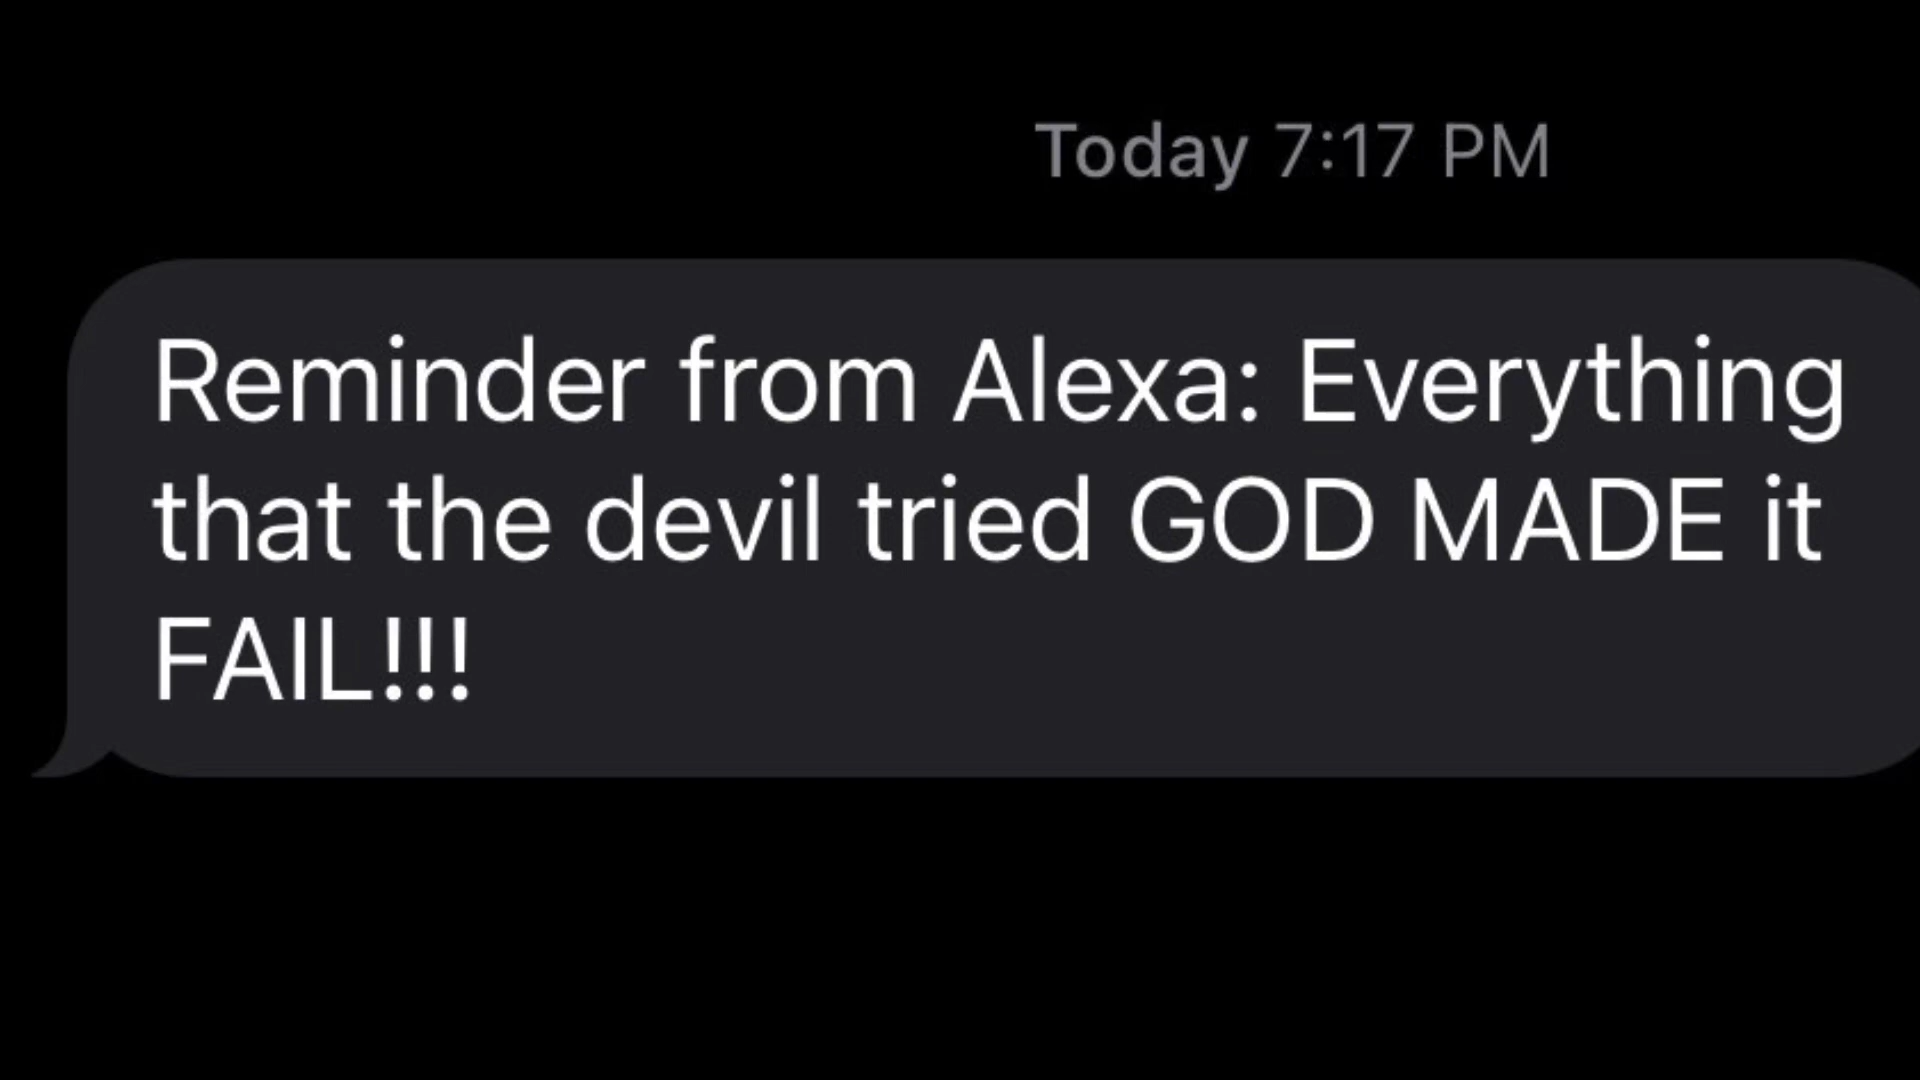 Today 7:17 PM
Reminder from Alexa: Everything
that the devil tried GOD MADE it
FAIL!!!